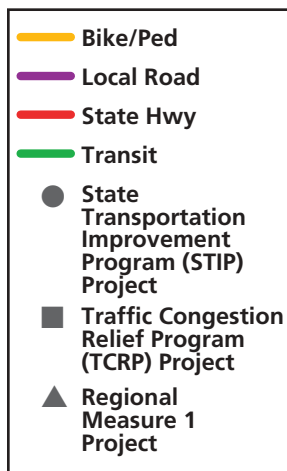 Bike/Ped
Local Road
State Hwy
Transit
State
Transportation
Improvement
Program (STIP)
Project
Traffic Congestion
Relief Program
(TCRP) Project
Regional
Measure 1
Project